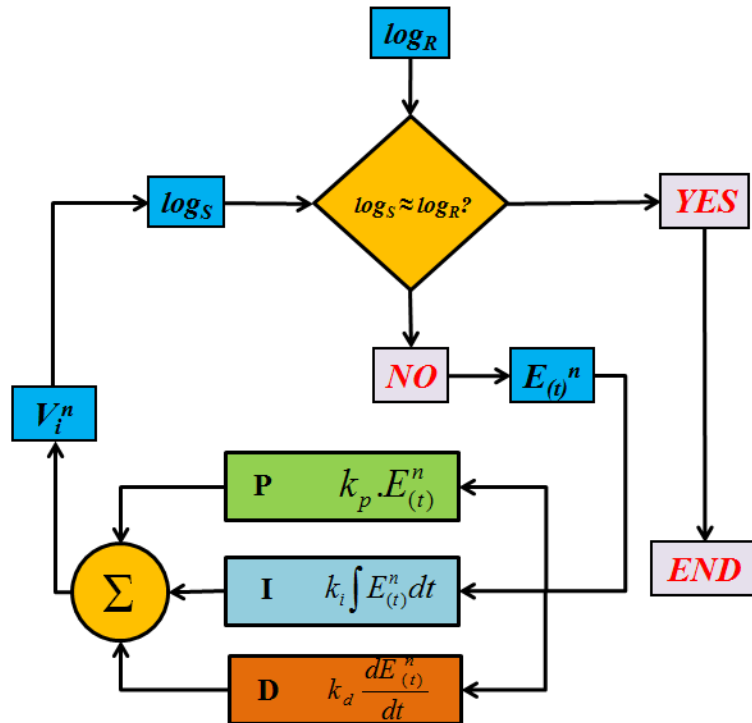 log_R
log_S
log_S ≈ log_R?
YES
NO
E_(t)^n
V_i^n
P k_p . E_(t)^n
Σ
I k_i ∫ E_(t)^n dt
END
D k_d dE_(t)^n / dt